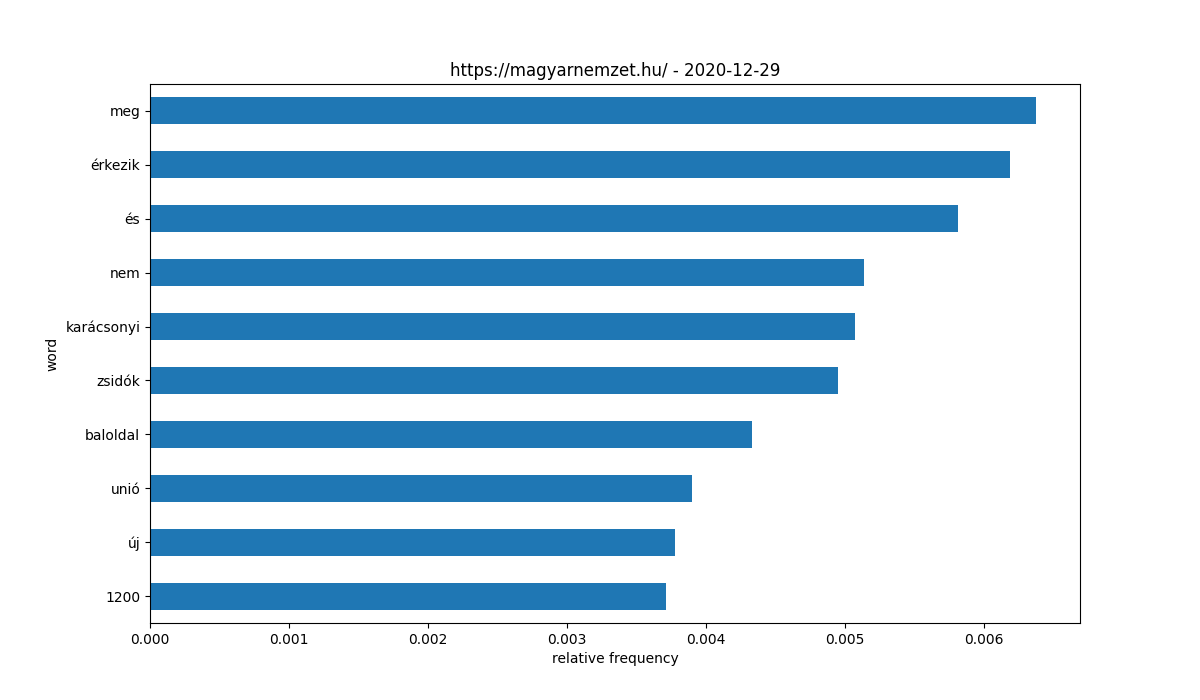 https://magyarnemzet.hu/ - 2020-12-29
meg
érkezik
és
nem
karácsonyi
zsidók
baloldal
unió
új
1200
word
0.000 0.001 0.002 0.003 0.004 0.005 0.006
relative frequency